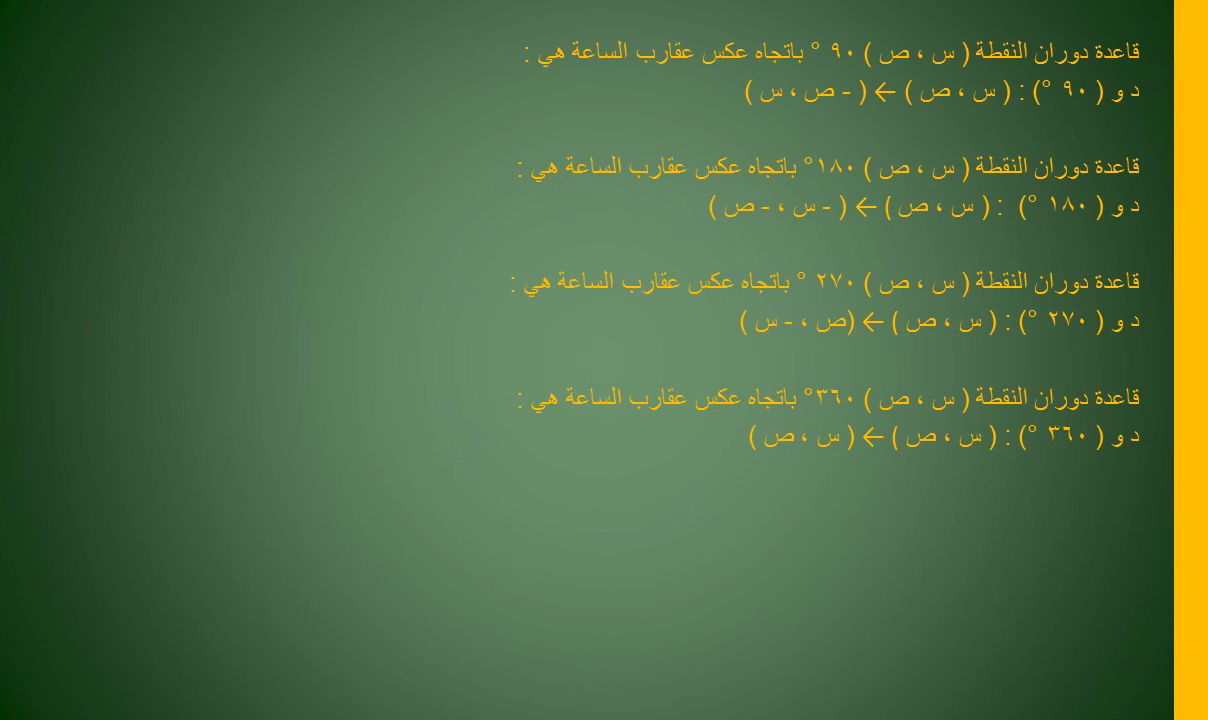 قاعدة دوران النقطة ( س ، ص ) ٩٠ ° باتجاه عكس عقارب الساعة هي :
د و ( ٩٠ °) : ( س ، ص ) ← ( - ص ، س )
قاعدة دوران النقطة ( س ، ص ) ١٨٠° باتجاه عكس عقارب الساعة هي :
د و ( ١٨٠ °) : ( س ، ص ) ← ( - س ، - ص )
قاعدة دوران النقطة ( س ، ص ) ٢٧٠ ° باتجاه عكس عقارب الساعة هي :
د و ( ٢٧٠ °) : ( س ، ص ) ← (ص ، - س )
قاعدة دوران النقطة ( س ، ص ) ٣٦٠° باتجاه عكس عقارب الساعة هي :
د و ( ٣٦٠ °) : ( س ، ص ) ← ( س ، ص )